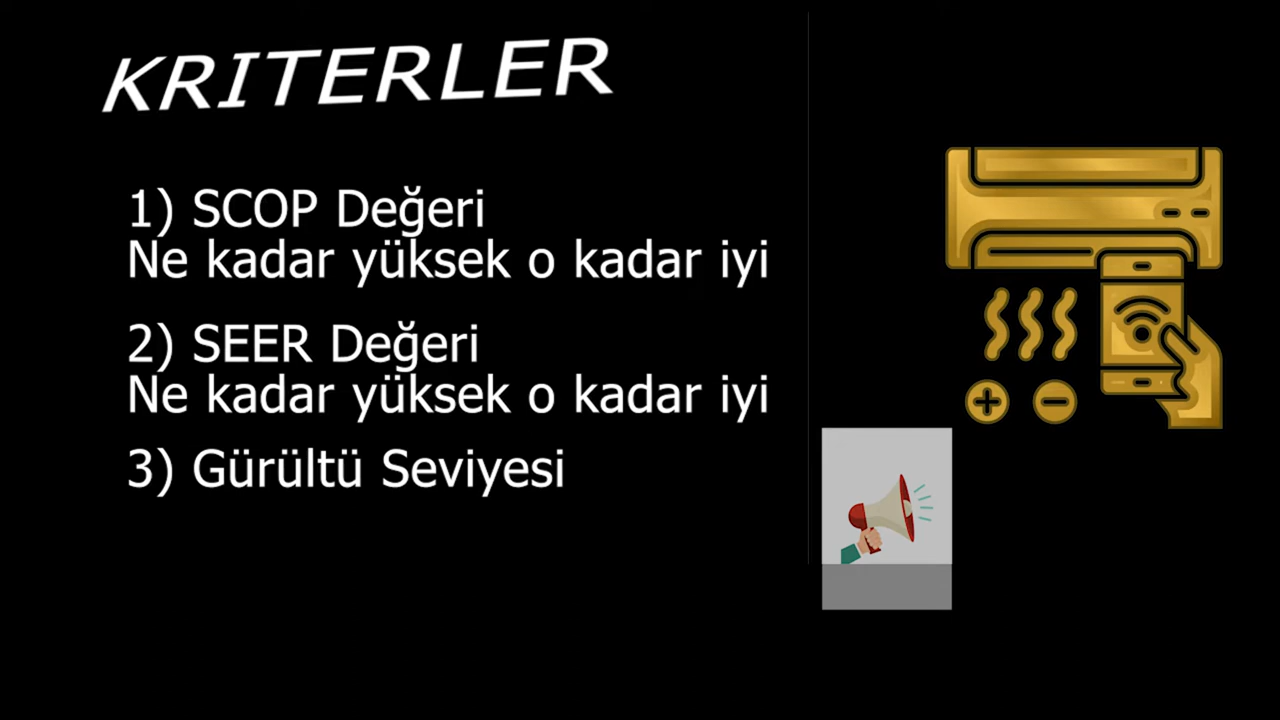 KRITERLER
1) SCOP Değeri
Ne kadar yüksek o kadar iyi
2) SEER Değeri
Ne kadar yüksek o kadar iyi
3) Gürültü Seviyesi